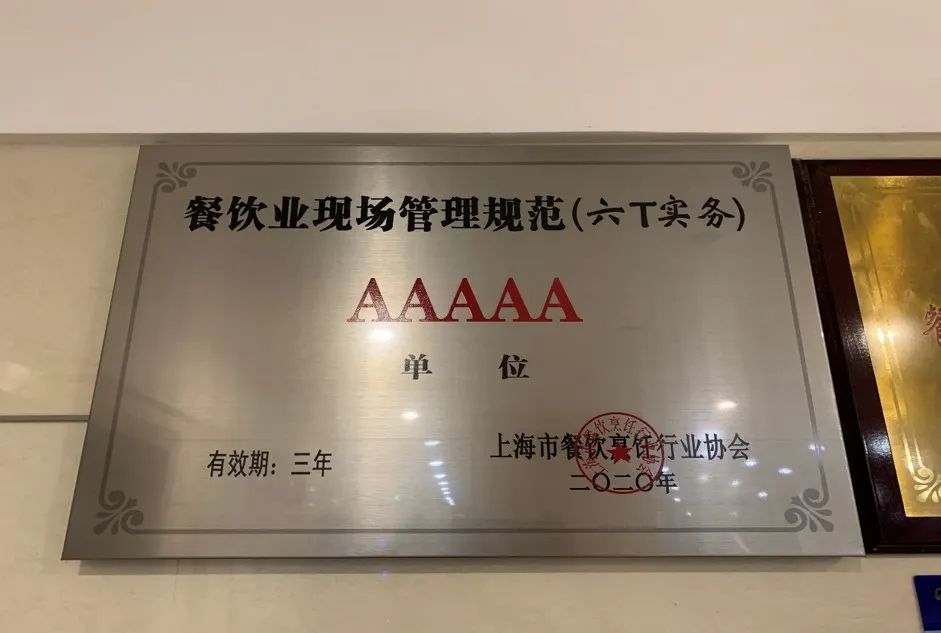 餐饮业现场管理规范(六T实务)
AAAAA
单 位
有效期：三年
上海市餐饮烹饪行业协会
二〇二〇年